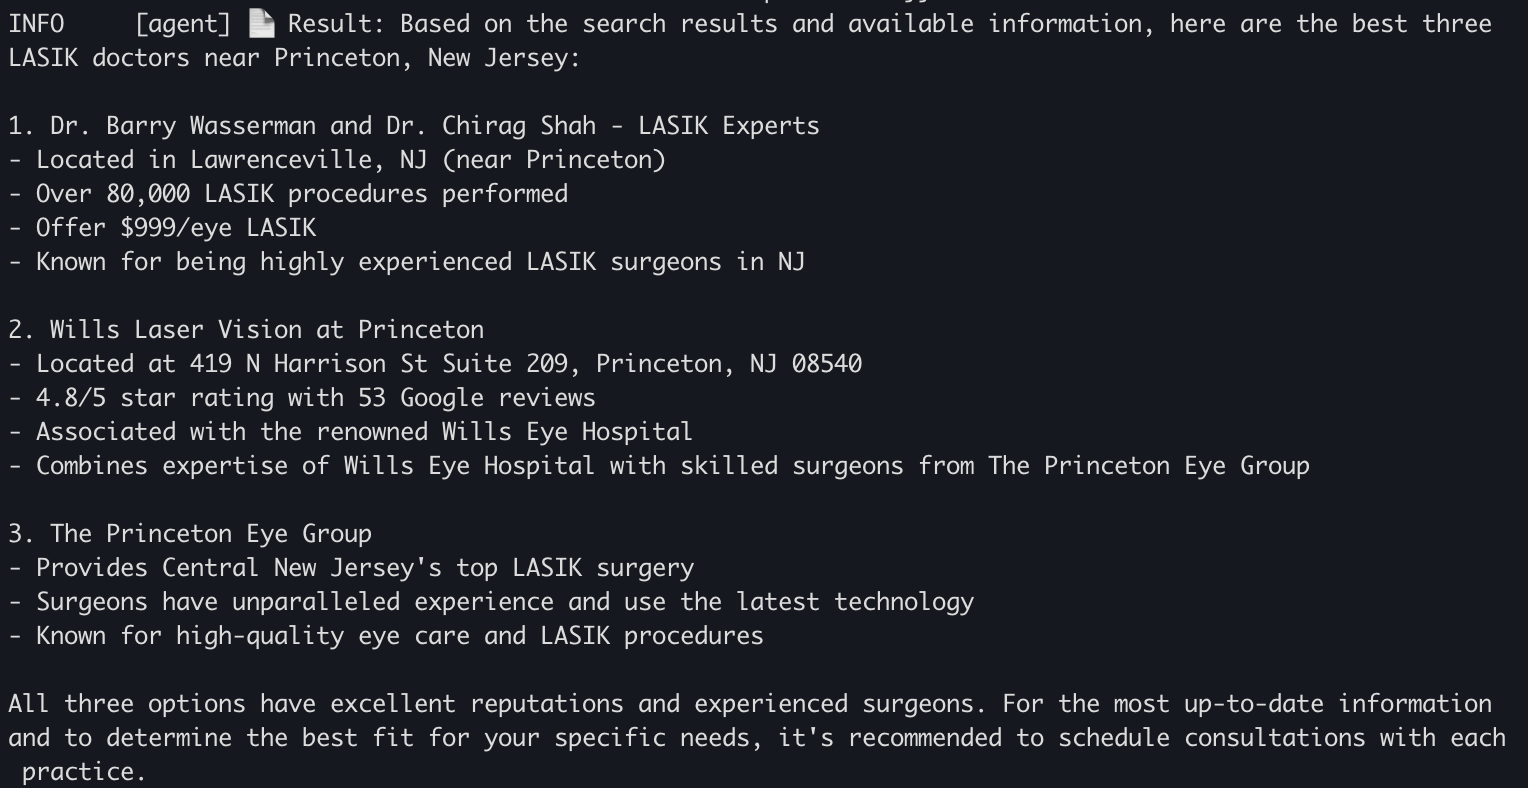 INFO [agent] 📄 Result: Based on the search results and available information, here are the best three
LASIK doctors near Princeton, New Jersey:
1. Dr. Barry Wasserman and Dr. Chirag Shah - LASIK Experts
- Located in Lawrenceville, NJ (near Princeton)
- Over 80,000 LASIK procedures performed
- Offer $999/eye LASIK
- Known for being highly experienced LASIK surgeons in NJ
2. Wills Laser Vision at Princeton
- Located at 419 N Harrison St Suite 209, Princeton, NJ 08540
- 4.8/5 star rating with 53 Google reviews
- Associated with the renowned Wills Eye Hospital
- Combines expertise of Wills Eye Hospital with skilled surgeons from The Princeton Eye Group
3. The Princeton Eye Group
- Provides Central New Jersey's top LASIK surgery
- Surgeons have unparalleled experience and use the latest technology
- Known for high-quality eye care and LASIK procedures
All three options have excellent reputations and experienced surgeons. For the most up-to-date information
and to determine the best fit for your specific needs, it's recommended to schedule consultations with each
practice.